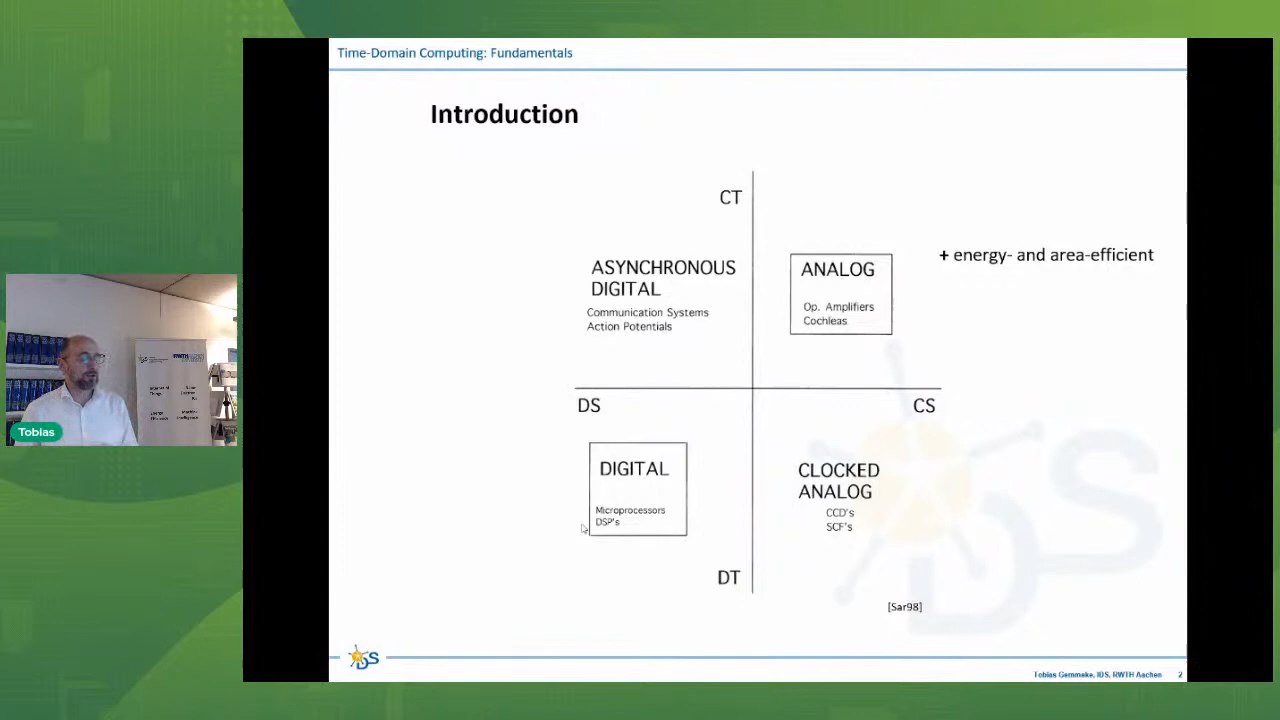 Time-Domain Computing: Fundamentals
Introduction
CT
ASYNCHRONOUS
DIGITAL
Communication Systems
Action Potentials
ANALOG
Op. Amplifiers
Cochleas
+ energy- and area-efficient
DS
CS
DIGITAL
Microprocessors
DSP's
CLOCKED
ANALOG
CCD's
SCF's
DT
[Sar98]
IDS
Tobias Gemmeke, IDS, RWTH Aachen 2
Tobias
RWTH